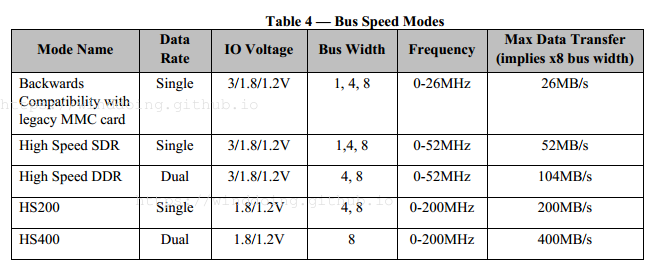 Table 4 — Bus Speed Modes
Mode Name Data Rate IO Voltage Bus Width Frequency Max Data Transfer (implies x8 bus width)
Backwards Compatibility with legacy MMC card Single 3/1.8/1.2V 1, 4, 8 0-26MHz 26MB/s
High Speed SDR Single 3/1.8/1.2V 1,4, 8 0-52MHz 52MB/s
High Speed DDR Dual 3/1.8/1.2V 4, 8 0-52MHz 104MB/s
HS200 Single 1.8/1.2V 4, 8 0-200MHz 200MB/s
HS400 Dual 1.8/1.2V 8 0-200MHz 400MB/s